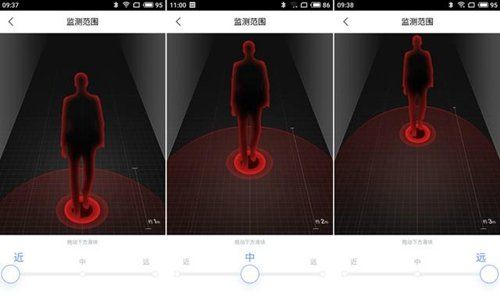 09:37
95
11:00
86
09:38
95
监测范围
监测范围
监测范围
约1m
约2m
约3m
拖动下方滑块
拖动下方滑块
拖动下方滑块
近 中 远
近 中 远
近 中 远